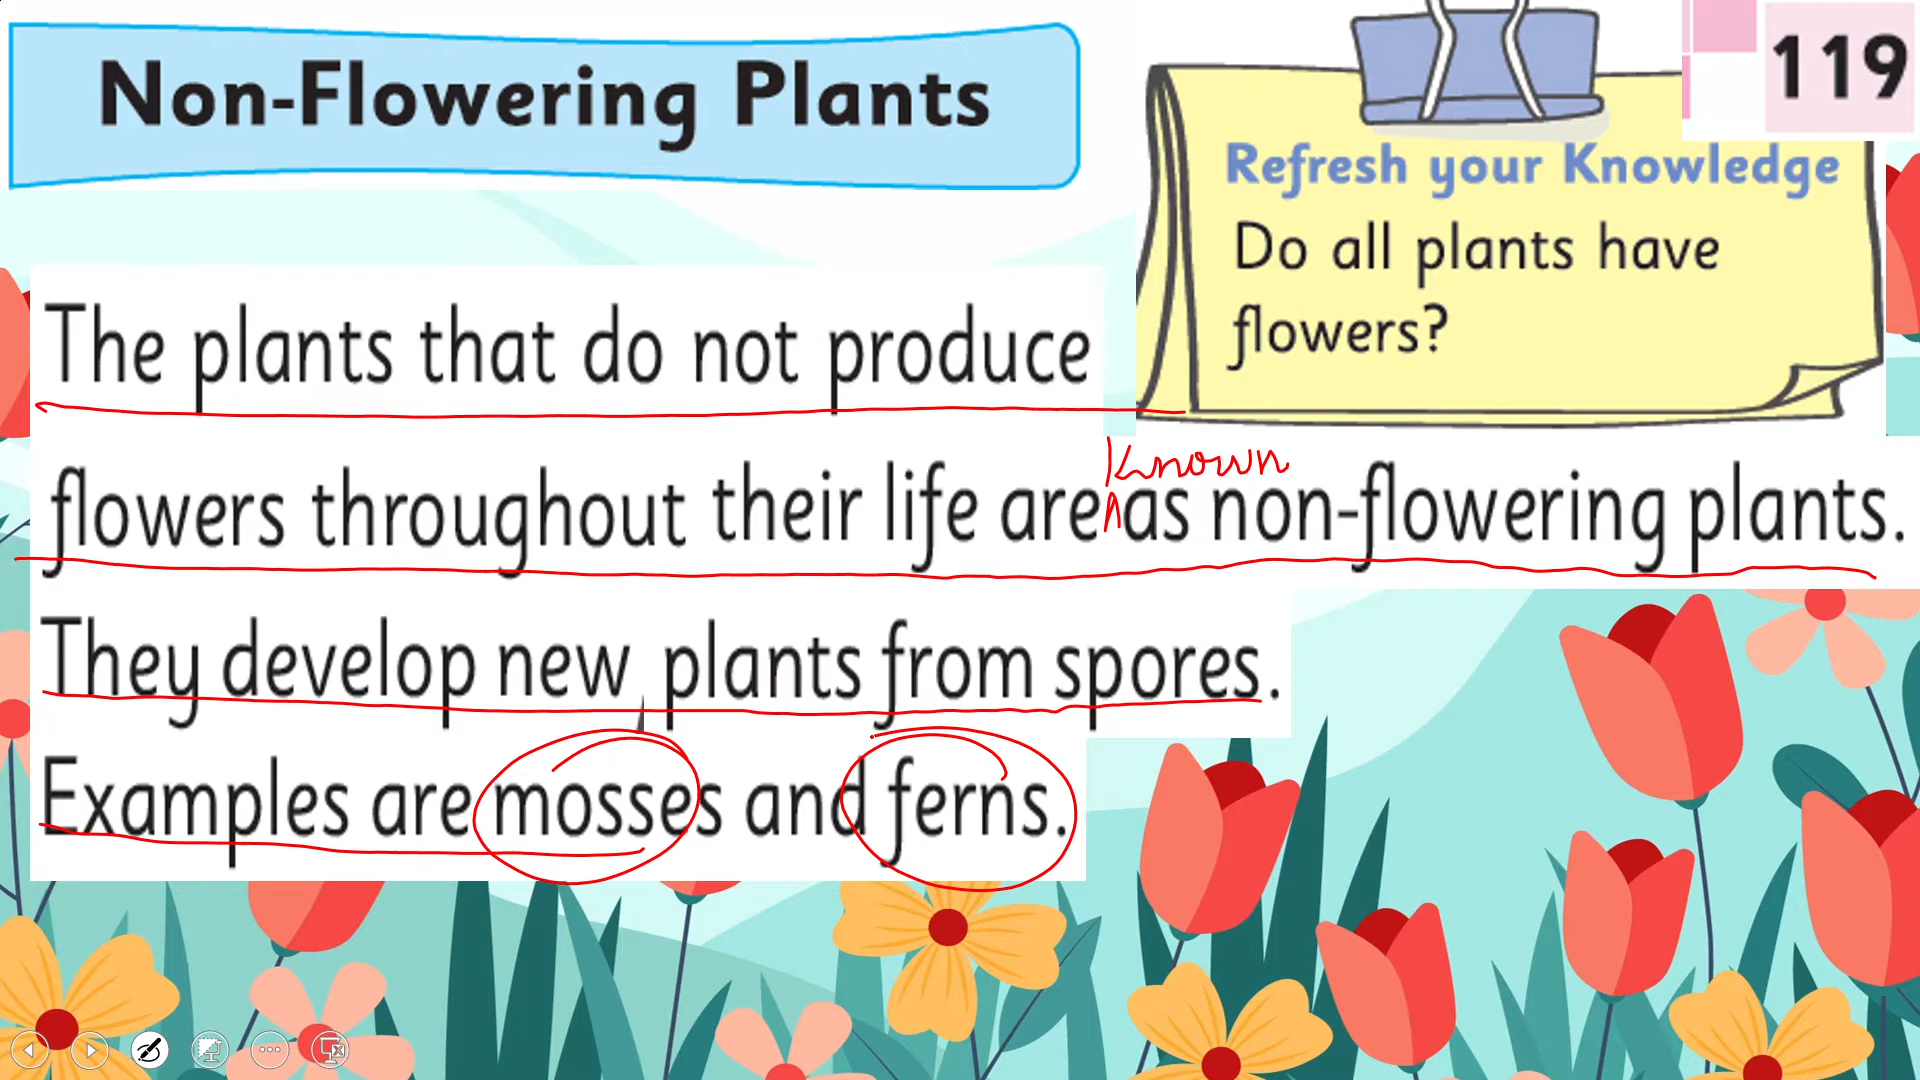 Non-Flowering Plants
119
Refresh your Knowledge
Do all plants have
flowers?
The plants that do not produce
known
flowers throughout their life are as non-flowering plants.
They develop new plants from spores.
Examples are mosses and ferns.